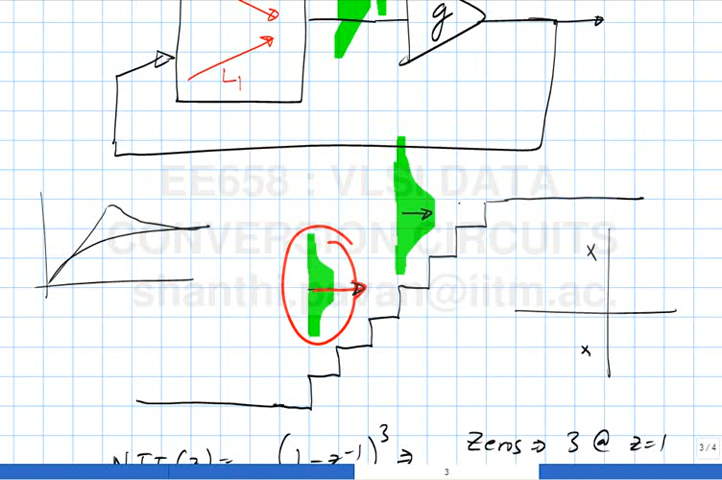 g
L1
EE658 : VLSI DATA
CONVERSION CIRCUITS
shanthi.pavan@iitm.ac.
x
x
NTF(z) = (1-z^-1)^3 ⇒ Zeros ⇒ 3 @ z=1
3/4
3